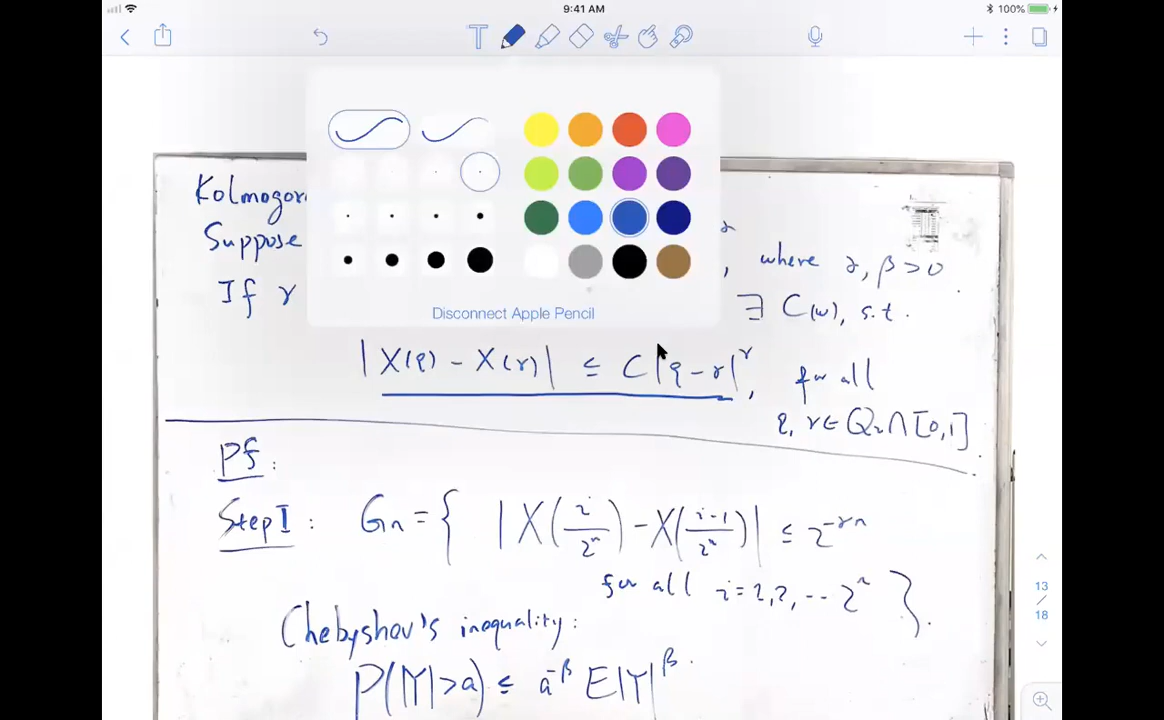 9:41 AM
100%
T
Kolmogor
Suppose
, where α, β > 0
If γ
∃ C(ω), s.t.
Disconnect Apple Pencil
|X(q) - X(r)| ≤ C|q-r|^γ, for all
q, r ∈ Q₂∩[0,1]
Pf:
Step I: Gn = { |X(i/2^n) - X((i-1)/2^n)| ≤ 2^{-γn}
for all i = 1, 2, ... 2^n }.
Chebyshov's inequality:
P(|Y|>a) ≤ a^{-β} E|Y|^β.
13
/
18